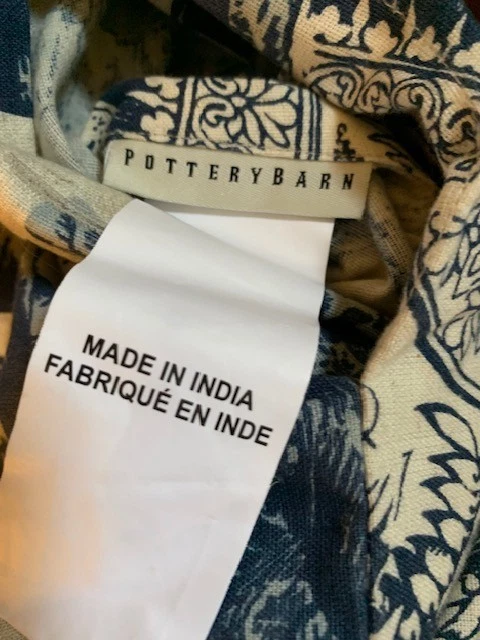 POTTERYBARN
MADE IN INDIA
FABRIQUÉ EN INDE